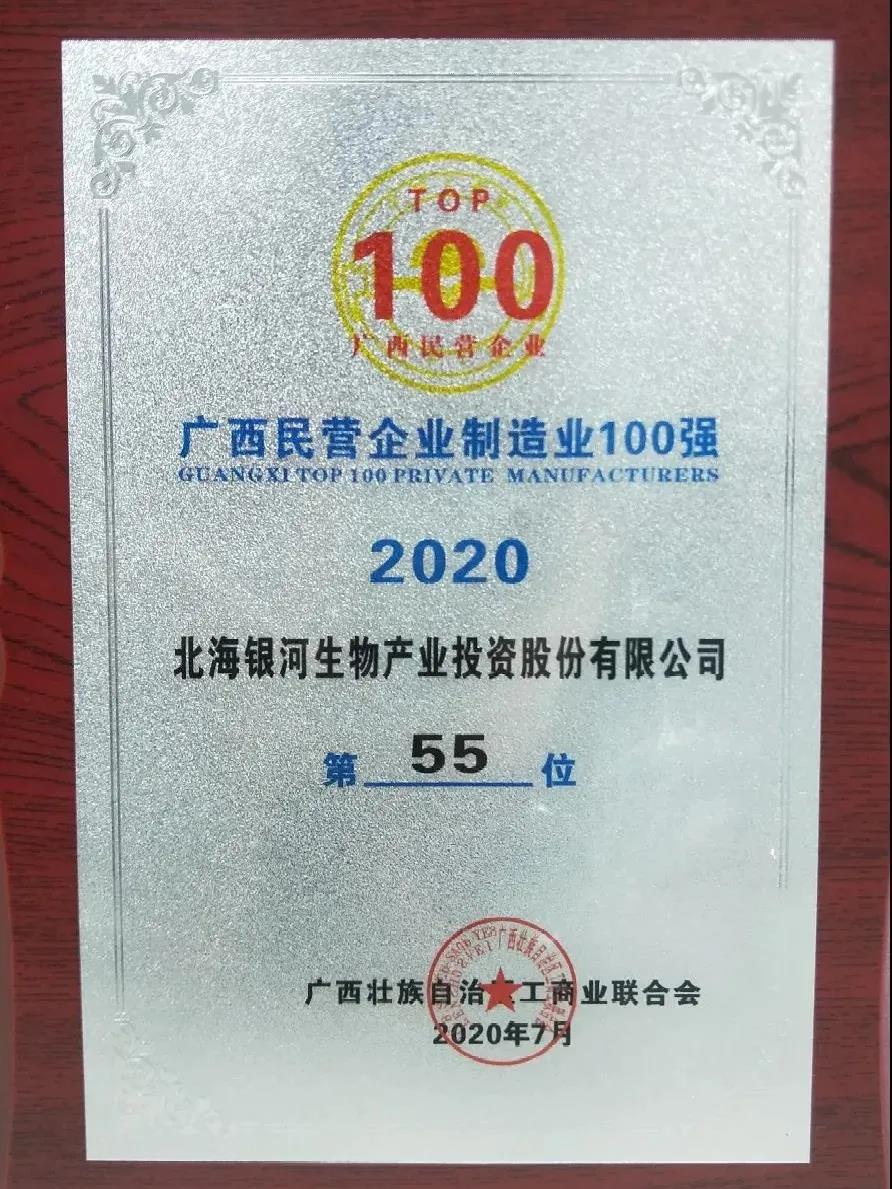 TOP
100
广西民营企业
广西民营企业制造业100强
GUANGXI TOP 100 PRIVATE MANUFACTURERS
2020
北海银河生物产业投资股份有限公司
第 55 位
广西壮族自治区工商业联合会
2020年7月